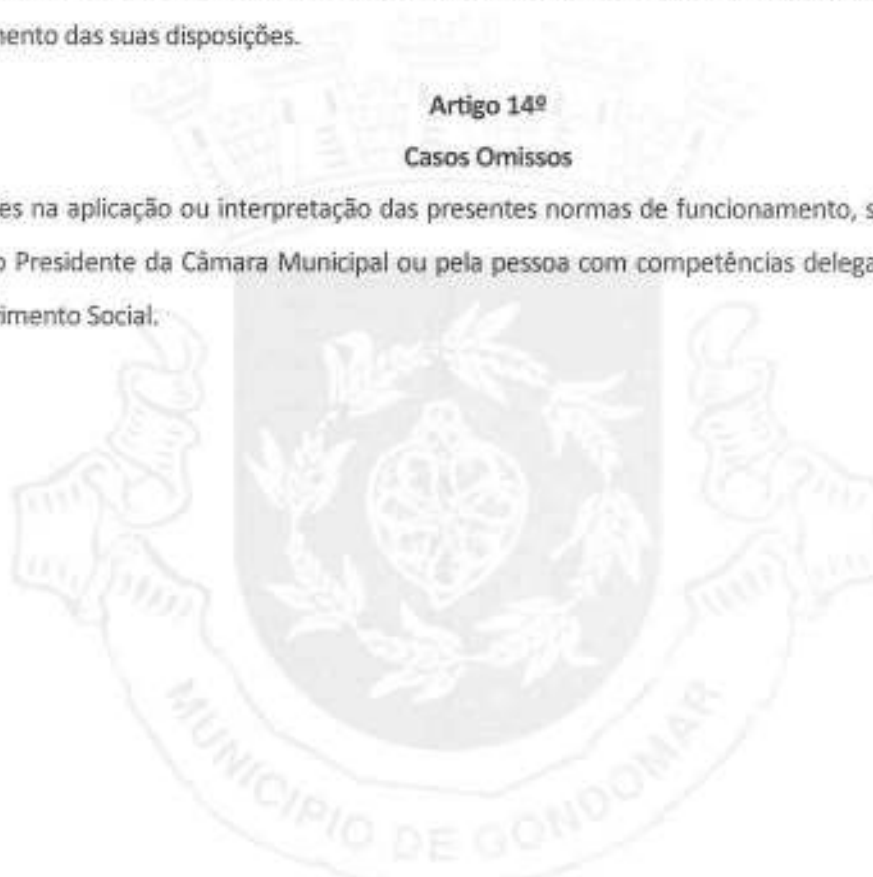 mento das suas disposições.
Artigo 14º
Casos Omissos
es na aplicação ou interpretação das presentes normas de funcionamento, s
o Presidente da Câmara Municipal ou pela pessoa com competências delega
imento Social.
MUNICIPIO DE GONDOMAR